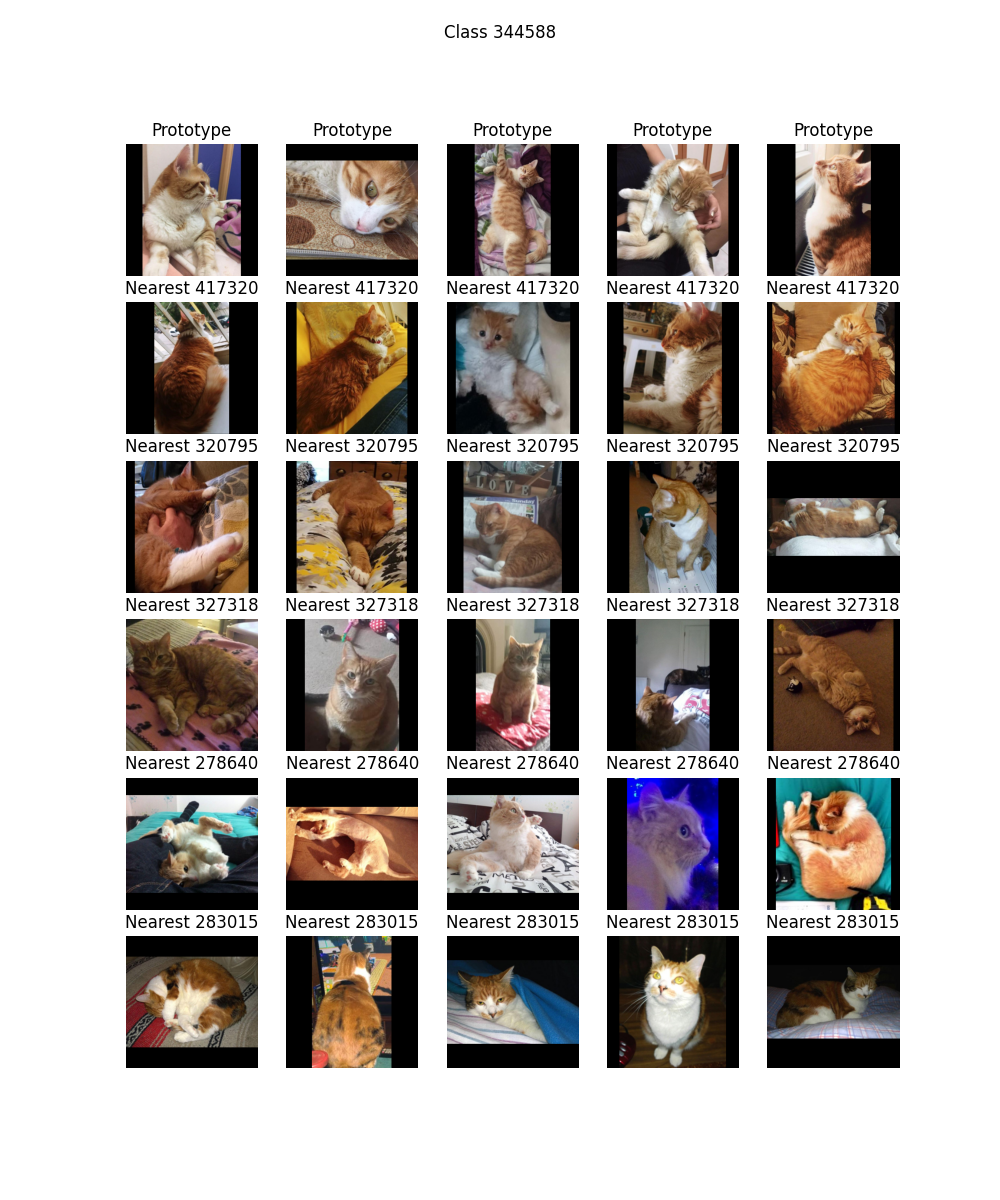 Class 344588
Prototype Prototype Prototype Prototype Prototype
Nearest 417320 Nearest 417320 Nearest 417320 Nearest 417320 Nearest 417320
Nearest 320795 Nearest 320795 Nearest 320795 Nearest 320795 Nearest 320795
LOVE
Nearest 327318 Nearest 327318 Nearest 327318 Nearest 327318 Nearest 327318
Nearest 278640 Nearest 278640 Nearest 278640 Nearest 278640 Nearest 278640
Nearest 283015 Nearest 283015 Nearest 283015 Nearest 283015 Nearest 283015